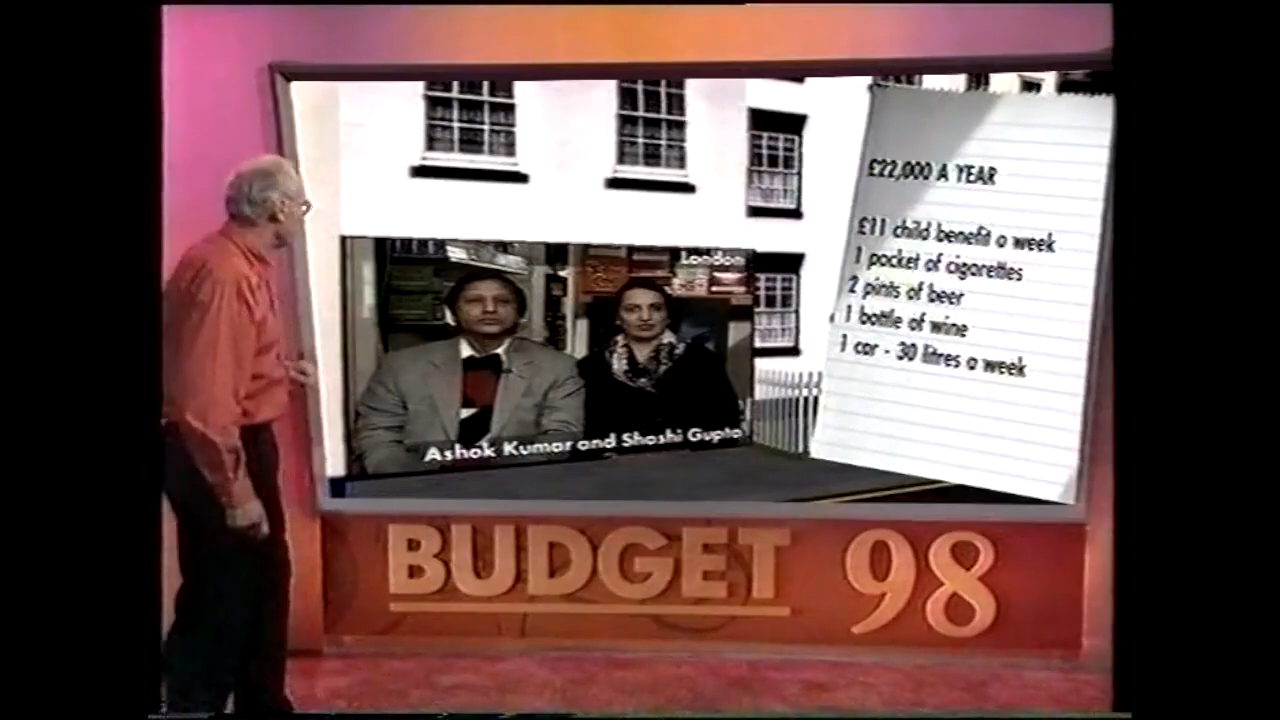 £22,000 A YEAR
£11 child benefit a week
1 packet of cigarettes
2 pints of beer
1 bottle of wine
1 car - 30 litres a week
London
Ashok Kumar and Shashi Gupta
BUDGET 98